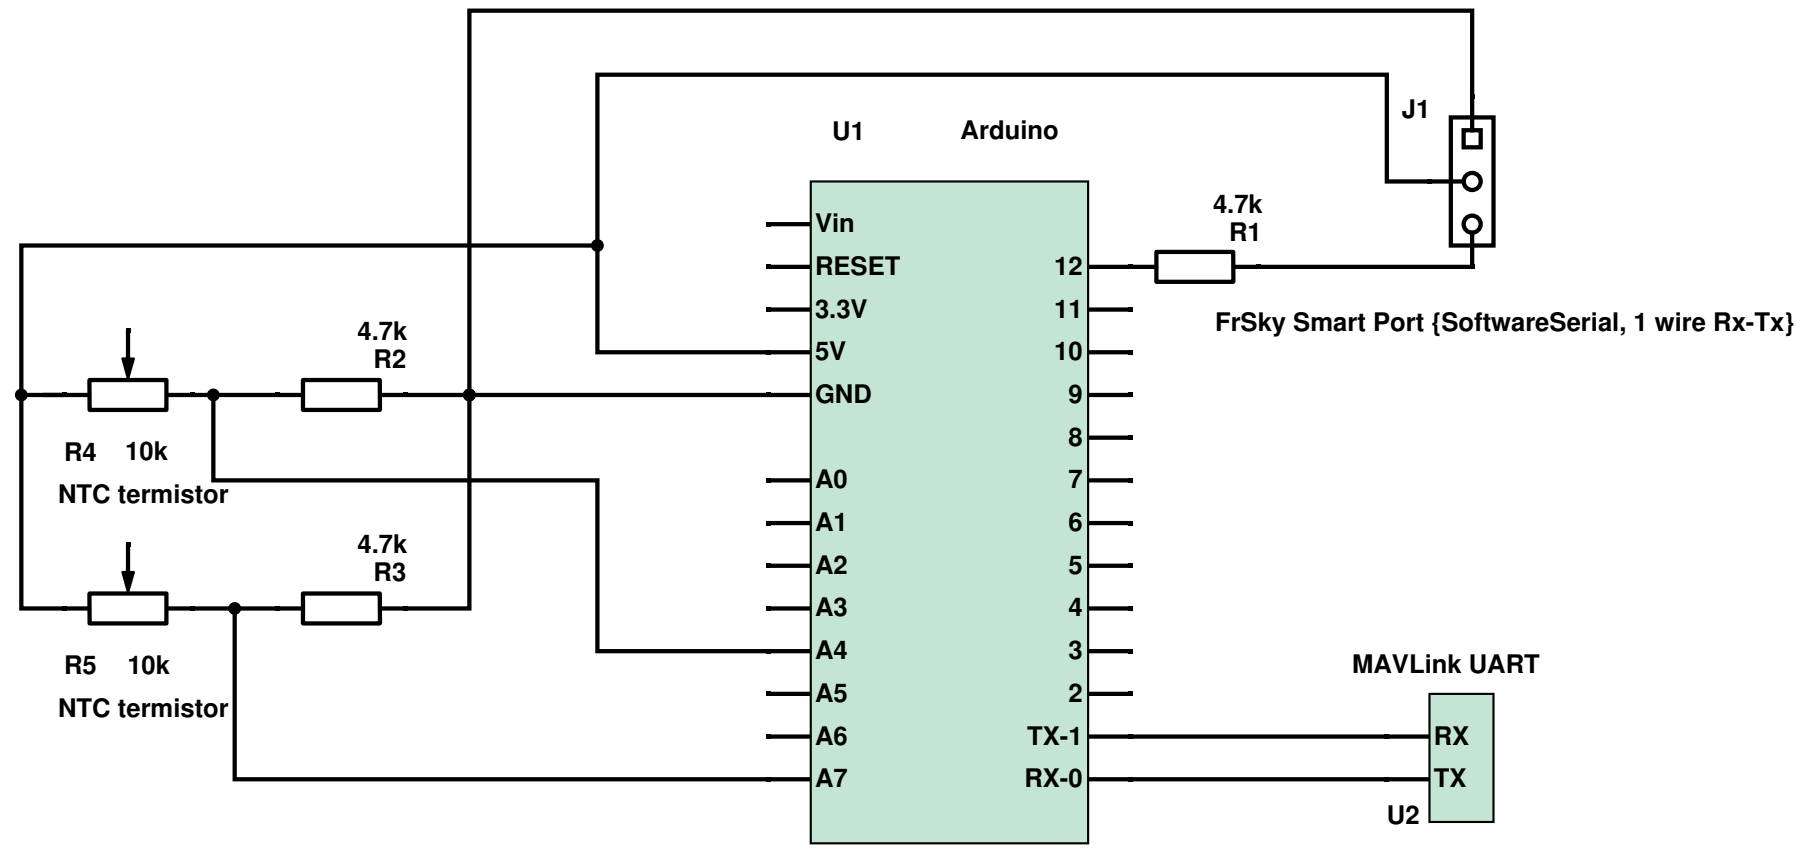 J1
U1 Arduino
4.7k
R1
Vin
RESET
3.3V
5V
GND
A0
A1
A2
A3
A4
A5
A6
A7
12
11
10
9
8
7
6
5
4
3
2
TX-1
RX-0
FrSky Smart Port {SoftwareSerial, 1 wire Rx-Tx}
4.7k
R2
R4 10k
NTC termistor
4.7k
R3
R5 10k
NTC termistor
MAVLink UART
RX
TX
U2